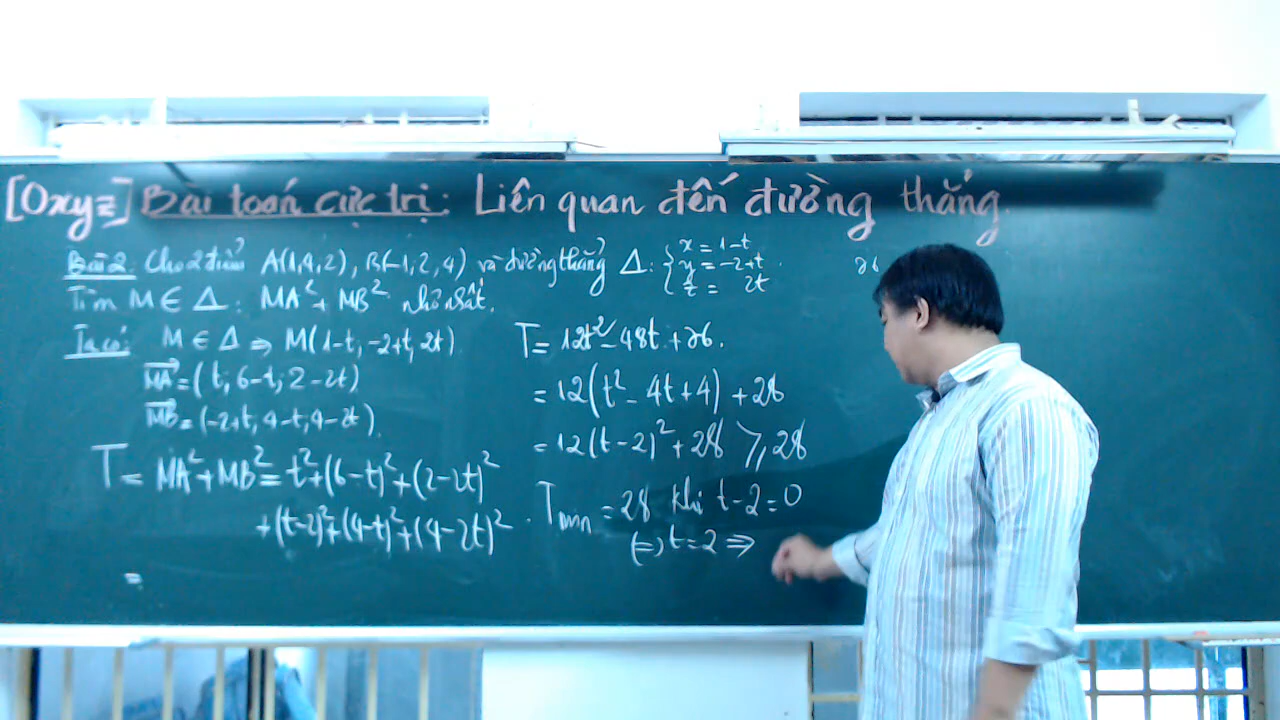 [Oxyz] Bài toán cực trị: Liên quan đến đường thẳng.
Bài 2. Cho 2 điểm A(1,4,2), B(-1,2,4) và đường thẳng Δ: { x = 1-t
y = -2+t
z = 2t
Tìm M ∈ Δ: MA² + MB² nhỏ nhất.
Ta có: M ∈ Δ ⇒ M(1-t, -2+t, 2t)
MA = (t, 6-t, 2-2t)
MB = (-2+t, 4-t, 4-2t)
T = MA² + MB² = t² + (6-t)² + (2-2t)²
+ (t-2)² + (4-t)² + (4-2t)²
=
T = 12t² - 48t + 76.
= 12(t² - 4t + 4) + 28
= 12(t-2)² + 28 ⩾ 28
T min = 28 khi t-2=0
⇔ t=2 ⇒